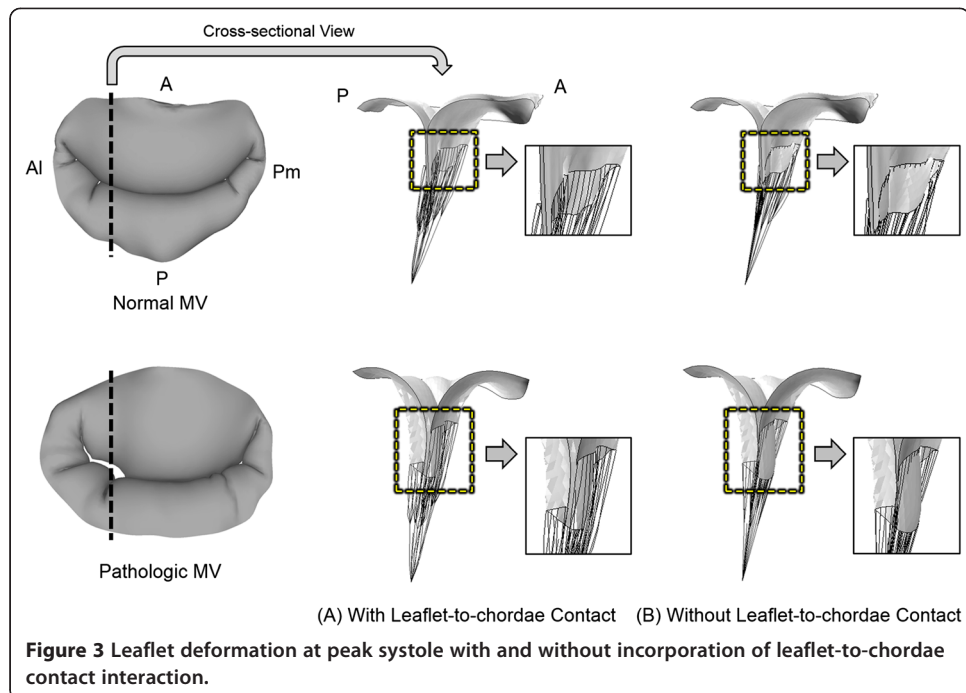 Cross-sectional View
A
P
A
Al
Pm
P
Normal MV
Pathologic MV
(A) With Leaflet-to-chordae Contact
(B) Without Leaflet-to-chordae Contact
Figure 3 Leaflet deformation at peak systole with and without incorporation of leaflet-to-chordae
contact interaction.